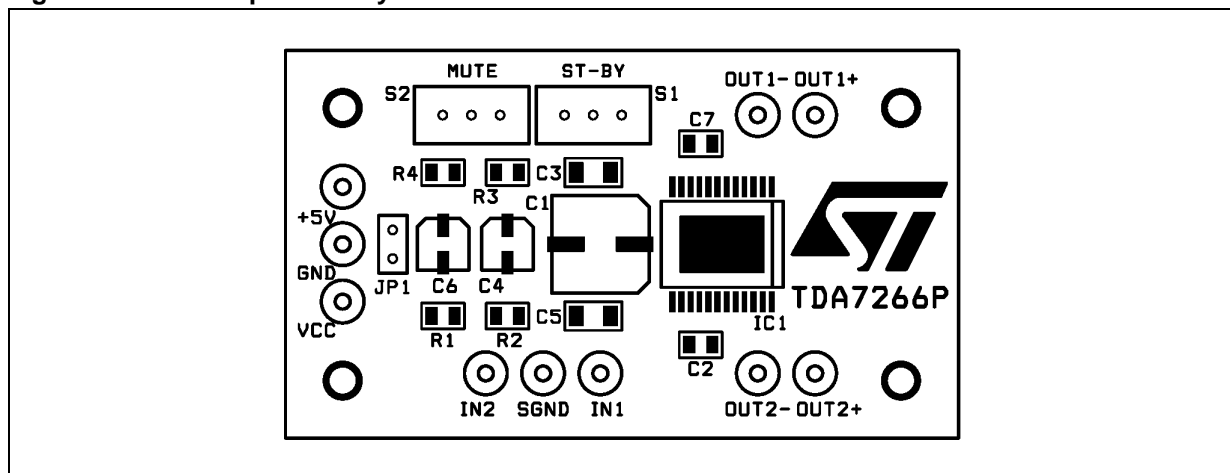 MUTE ST-BY OUT1- OUT1+
S2 S1
C7
R4 R3 C3
C1
+5V
GND
JP1 C6 C4
VCC
R1 R2 C5
ST
TDA7266P
IC1
C2
IN2 SGND IN1 OUT2- OUT2+